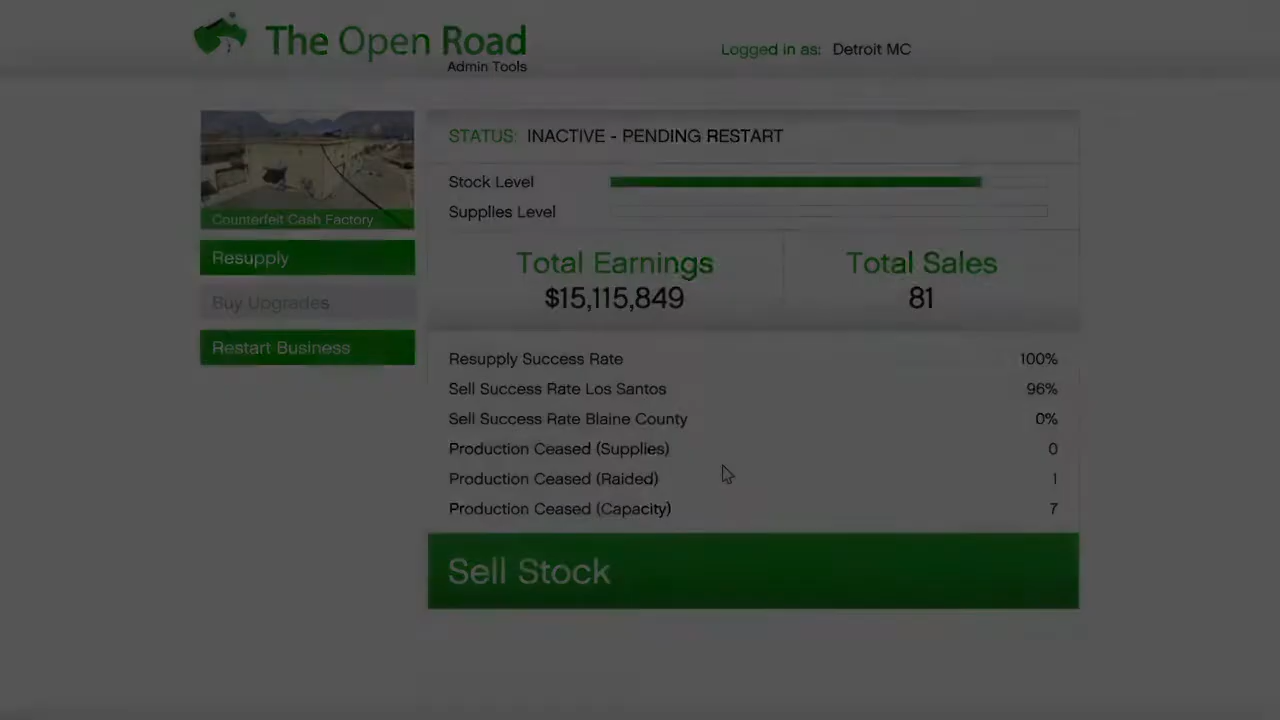 The Open Road
Admin Tools
Logged in as: Detroit MC
Counterfeit Cash Factory
Resupply
Buy Upgrades
Restart Business
STATUS: INACTIVE - PENDING RESTART
Stock Level
Supplies Level
Total Earnings
$15,115,849
Total Sales
81
Resupply Success Rate 100%
Sell Success Rate Los Santos 96%
Sell Success Rate Blaine County 0%
Production Ceased (Supplies) 0
Production Ceased (Raided) 1
Production Ceased (Capacity) 7
Sell Stock